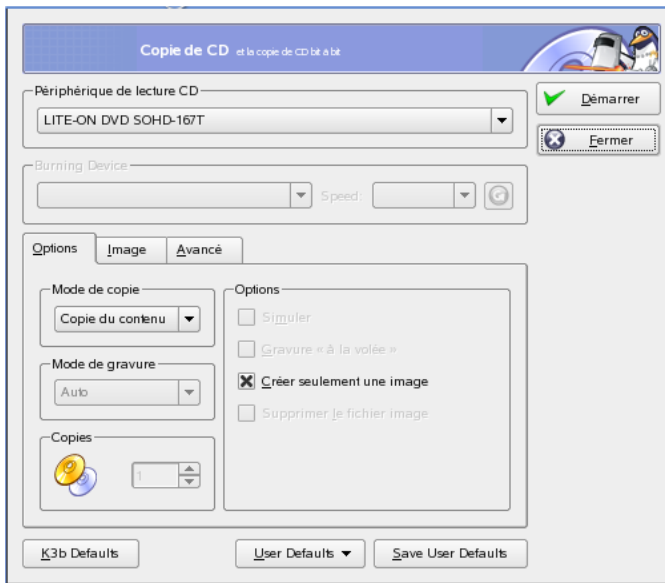 Copie de CD et la copie de CD bit à bit
Périphérique de lecture CD
LITE-ON DVD SOHD-167T
Démarrer
Fermer
Burning Device
Speed:
Options
Image
Avancé
Mode de copie
Copie du contenu
Mode de gravure
Auto
Copies
1
Options
Simuler
Gravure « à la volée »
Créer seulement une image
Supprimer le fichier image
K3b Defaults
User Defaults
Save User Defaults